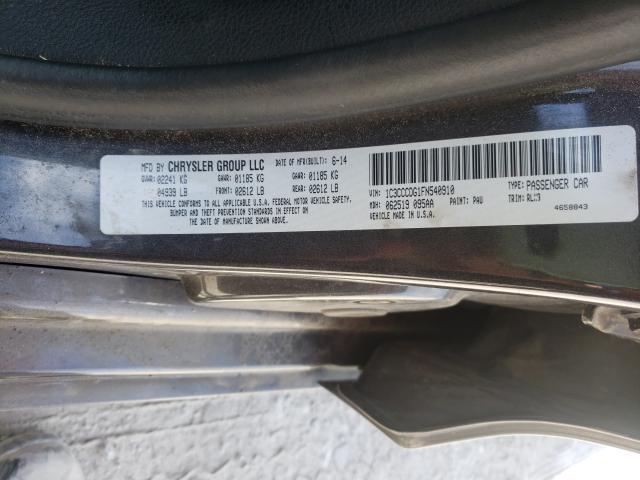 MFD BY CHRYSLER GROUP LLC DATE OF MFR(BUILT): 6-14
GVWR: 02241 KG GAWR: 01185 KG GAWR: 01185 KG
04939 LB FRONT: 02612 LB REAR: 02612 LB
THIS VEHICLE CONFORMS TO ALL APPLICABLE U.S.A. FEDERAL MOTOR VEHICLE SAFETY,
BUMPER AND THEFT PREVENTION STANDARDS IN EFFECT ON
THE DATE OF MANUFACTURE SHOWN ABOVE.
VIN: 1C3CCCDG1FN540910 TYPE: PASSENGER CAR
MDH: 062519 095AA PAINT: PAU TRIM:
VEHICLE MADE IN U.S.A. 4658843